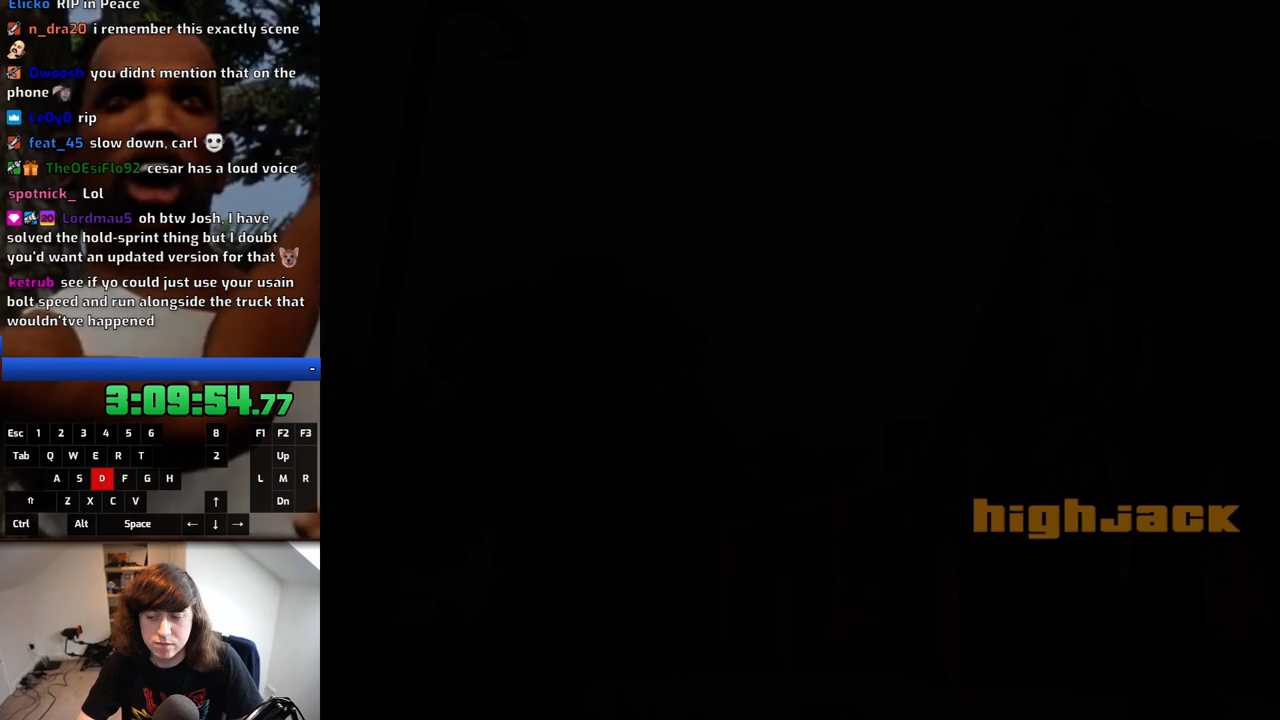 Elicko RIP in Peace
n_dra20 i remember this exactly scene
Owoosh you didnt mention that on the
phone
LeOyO rip
feat_45 slow down, carl
TheOEsiFlo92 cesar has a loud voice
spotnick_ Lol
20 Lordmau5 oh btw Josh, I have
solved the hold-sprint thing but I doubt
you'd want an updated version for that
ketrub see if yo could just use your usain
bolt speed and run alongside the truck that
wouldn'tve happened
-
3:09:54.77
Esc 1 2 3 4 5 6 8 F1 F2 F3
Tab Q W E R T 2 Up
A S D F G H L M R
⇧ Z X C V ↑ Dn
Ctrl Alt Space ← ↓ →
highjack